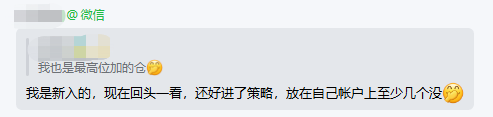 @微信
我也是最高位加的仓
我是新入的，现在回头一看，还好进了策略，放在自己帐户上至少几个没